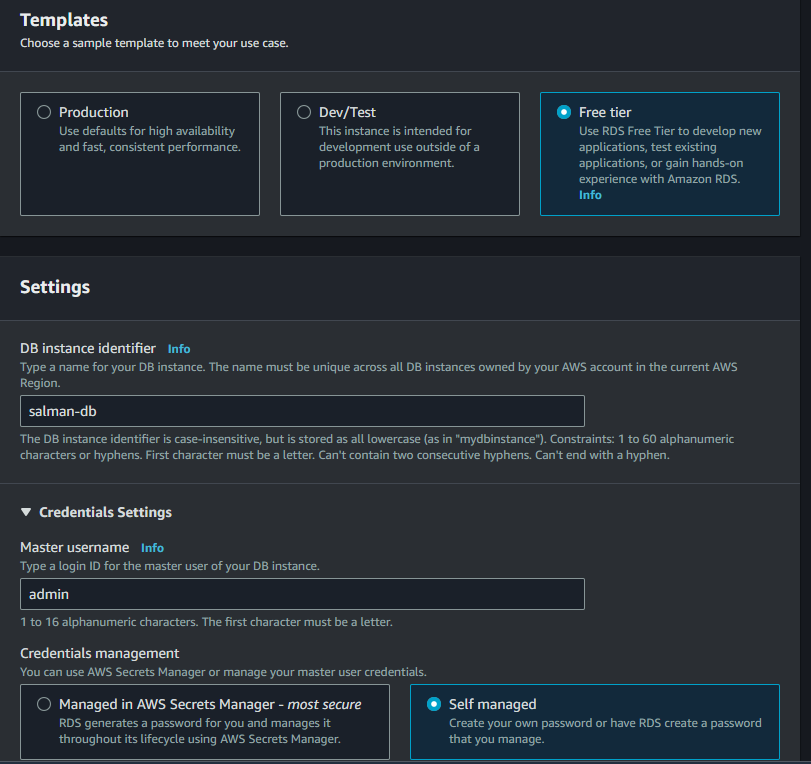 Templates
Choose a sample template to meet your use case.
Production
Use defaults for high availability
and fast, consistent performance.
Dev/Test
This instance is intended for
development use outside of a
production environment.
Free tier
Use RDS Free Tier to develop new
applications, test existing
applications, or gain hands-on
experience with Amazon RDS.
Info
Settings
DB instance identifier Info
Type a name for your DB instance. The name must be unique across all DB instances owned by your AWS account in the current AWS
Region.
salman-db
The DB instance identifier is case-insensitive, but is stored as all lowercase (as in "mydbinstance"). Constraints: 1 to 60 alphanumeric
characters or hyphens. First character must be a letter. Can't contain two consecutive hyphens. Can't end with a hyphen.
Credentials Settings
Master username Info
Type a login ID for the master user of your DB instance.
admin
1 to 16 alphanumeric characters. The first character must be a letter.
Credentials management
You can use AWS Secrets Manager or manage your master user credentials.
Managed in AWS Secrets Manager - most secure
RDS generates a password for you and manages it
throughout its lifecycle using AWS Secrets Manager.
Self managed
Create your own password or have RDS create a password
that you manage.